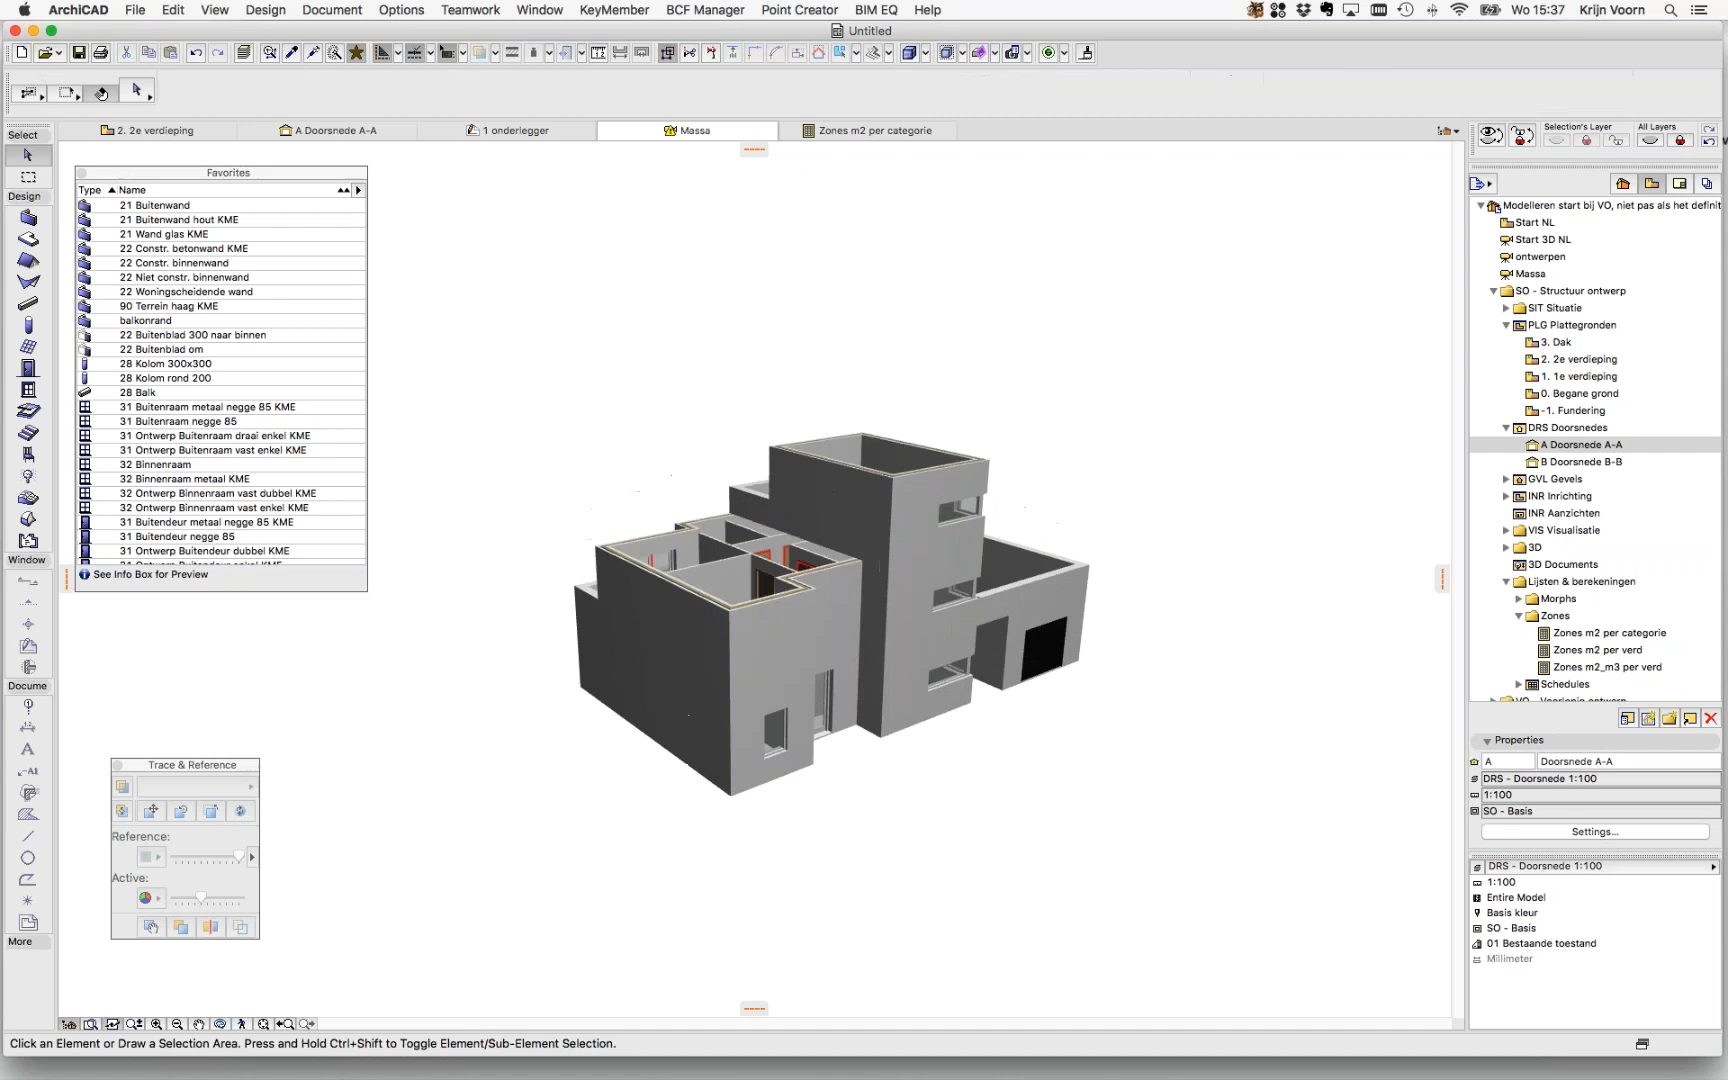 ArchiCAD File Edit View Design Document Options Teamwork Window KeyMember BCF Manager Point Creator BIM EQ Help Wo 15:37 Krijn Voorn
Untitled
Select
2. 2e verdieping A Doorsnede A-A 1 onderlegger Massa Zones m2 per categorie
Selection's Layer All Layers
Design
Window
Docume
More
Favorites
Type Name
21 Buitenwand
21 Buitenwand hout KME
21 Wand glas KME
22 Constr. betonwand KME
22 Constr. binnenwand
22 Niet constr. binnenwand
22 Woningscheidende wand
90 Terrein haag KME
balkonrand
22 Buitenblad 300 naar binnen
22 Buitenblad om
28 Kolom 300x300
28 Kolom rond 200
28 Balk
31 Buitenraam metaal negge 85 KME
31 Buitenraam negge 85
31 Ontwerp Buitenraam draai enkel KME
31 Ontwerp Buitenraam vast enkel KME
32 Binnenraam
32 Binnenraam metaal KME
32 Ontwerp Binnenraam vast dubbel KME
32 Ontwerp Binnenraam vast enkel KME
31 Buitendeur metaal negge 85 KME
31 Buitendeur negge 85
31 Ontwerp Buitendeur dubbel KME
See Info Box for Preview
Trace & Reference
Reference:
Active:
Modelleren start bij VO, niet pas als het definit
Start NL
Start 3D NL
ontwerpen
Massa
SO - Structuur ontwerp
SIT Situatie
PLG Plattegronden
3. Dak
2. 2e verdieping
1. 1e verdieping
0. Begane grond
-1. Fundering
DRS Doorsnedes
A Doorsnede A-A
B Doorsnede B-B
GVL Gevels
INR Inrichting
INR Aanzichten
VIS Visualisatie
3D
3D Documents
Lijsten & berekeningen
Morphs
Zones
Zones m2 per categorie
Zones m2 per verd
Zones m2_m3 per verd
Schedules
Properties
A Doorsnede A-A
DRS - Doorsnede 1:100
1:100
SO - Basis
Settings...
DRS - Doorsnede 1:100
1:100
Entire Model
Basis kleur
SO - Basis
01 Bestaande toestand
Millimeter
Click an Element or Draw a Selection Area. Press and Hold Ctrl+Shift to Toggle Element/Sub-Element Selection.